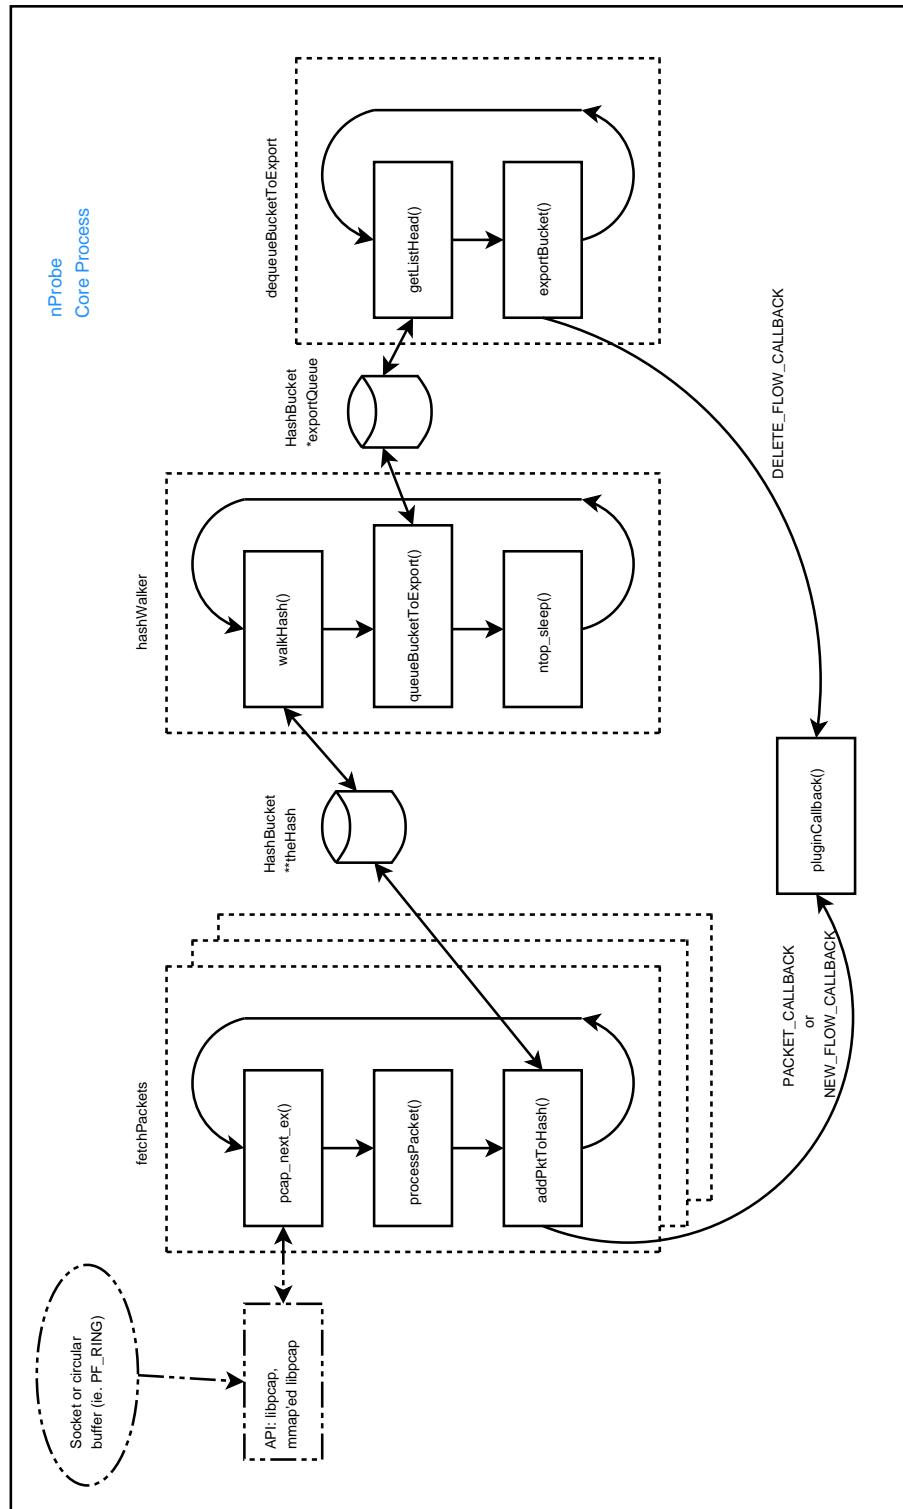 nProbe
Core Process
Socket or circular
buffer (ie. PF_RING)
API: libpcap,
mmap'ed libpcap
fetchPackets
pcap_next_ex()
processPacket()
addPktToHash()
HashBucket
**theHash
hashWalker
walkHash()
queueBucketToExport()
ntop_sleep()
HashBucket
*exportQueue
dequeueBucketToExport
getListHead()
exportBucket()
PACKET_CALLBACK
or
NEW_FLOW_CALLBACK
pluginCallback()
DELETE_FLOW_CALLBACK